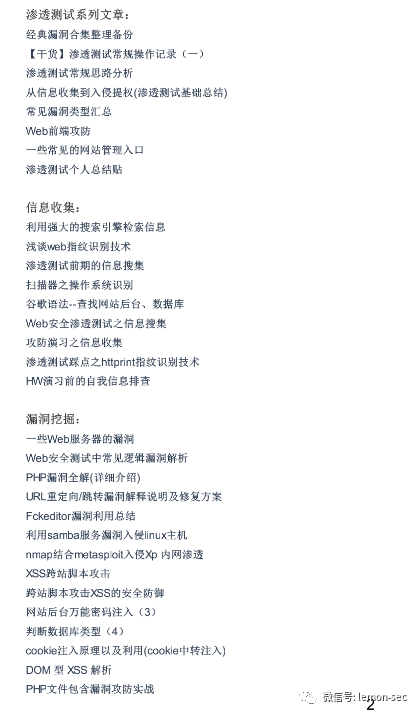 渗透测试系列文章：
经典漏洞合集整理备份
【干货】渗透测试常规操作记录（一）
渗透测试常规思路分析
从信息收集到入侵提权(渗透测试基础总结)
常见漏洞类型汇总
Web前端攻防
一些常见的网站管理入口
渗透测试个人总结贴
信息收集：
利用强大的搜索引擎检索信息
浅谈web指纹识别技术
渗透测试前期的信息搜集
扫描器之操作系统识别
谷歌语法--查找网站后台、数据库
Web安全渗透测试之信息搜集
攻防演习之信息收集
渗透测试踩点之httprint指纹识别技术
HW演习前的自我信息排查
漏洞挖掘：
一些Web服务器的漏洞
Web安全测试中常见逻辑漏洞解析
PHP漏洞全解(详细介绍)
URL重定向/跳转漏洞解释说明及修复方案
Fckeditor漏洞利用总结
利用samba服务漏洞入侵linux主机
nmap结合metasploit入侵Xp 内网渗透
XSS跨站脚本攻击
跨站脚本攻击XSS的安全防御
网站后台万能密码注入（3）
判断数据库类型（4）
cookie注入原理以及利用(cookie中转注入)
DOM 型 XSS 解析
PHP文件包含漏洞攻防实战
微信号: lemon-sec
2